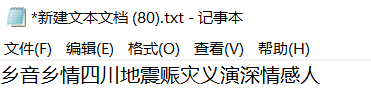 *新建文本文档 (80).txt - 记事本
文件(F) 编辑(E) 格式(O) 查看(V) 帮助(H)
乡音乡情四川地震赈灾义演深情感人